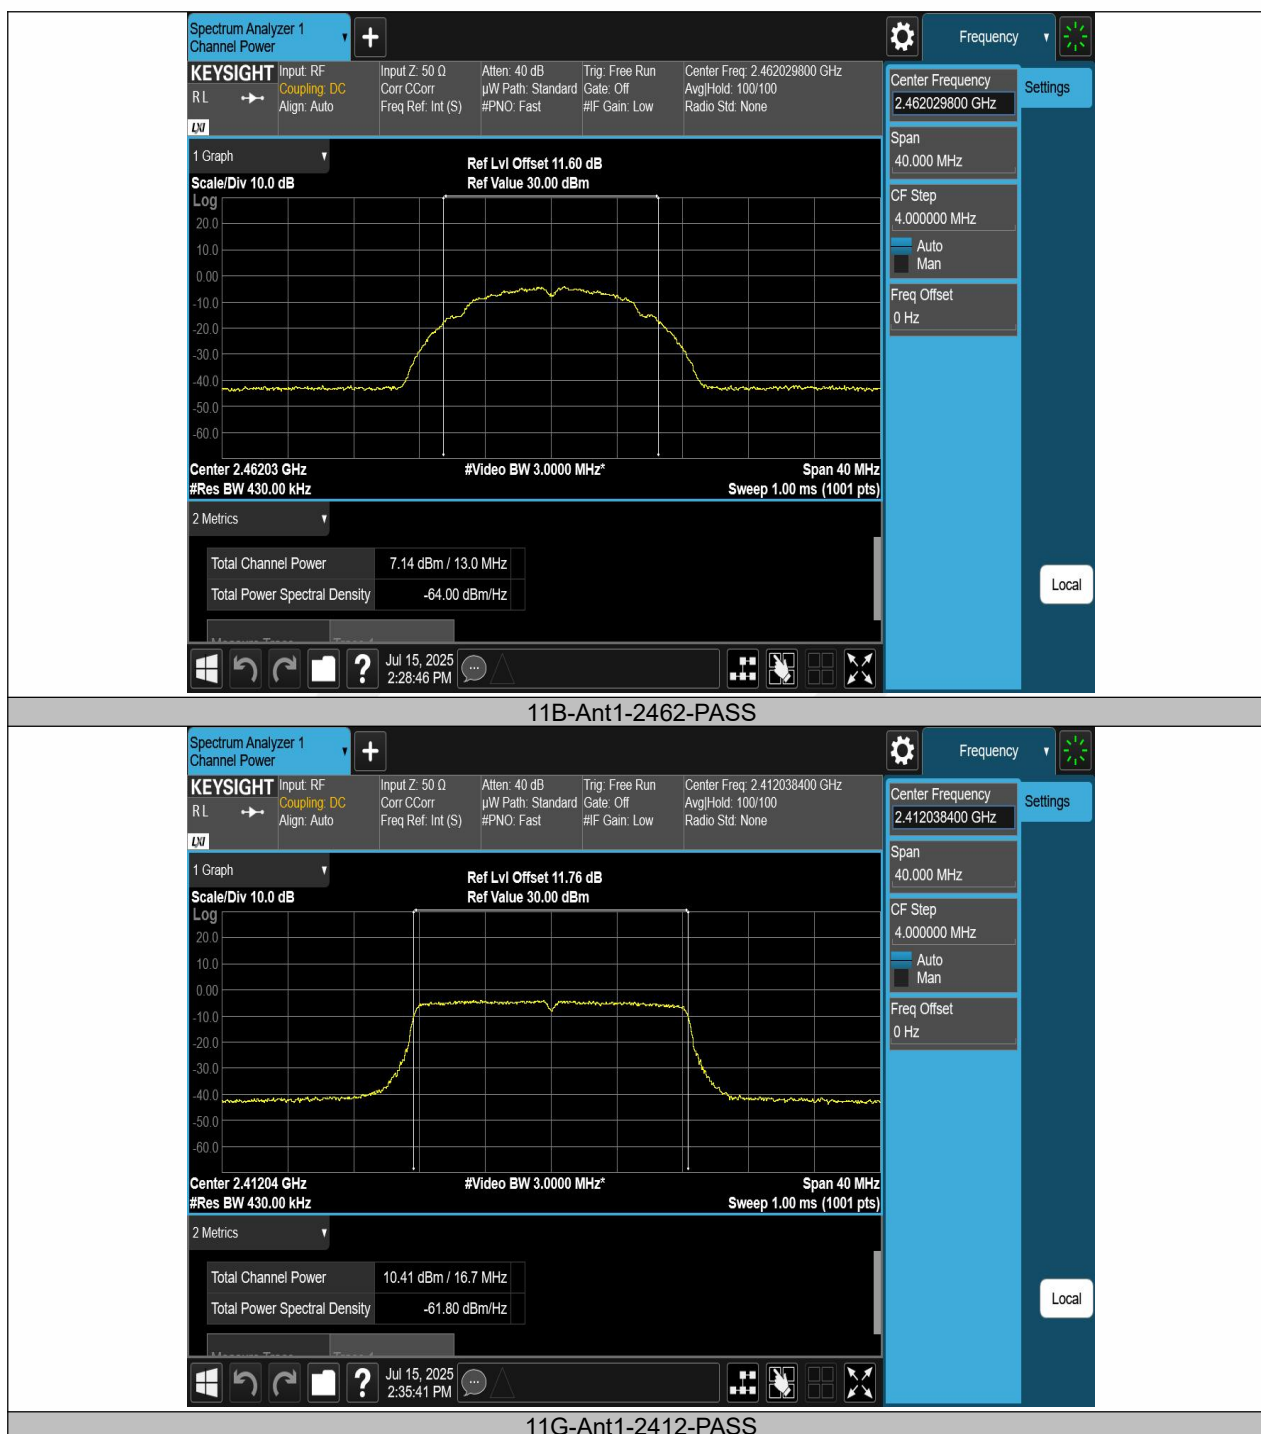 Spectrum Analyzer 1
Channel Power
+
Frequency
KEYSIGHT
RL
LXI
Input: RF
Coupling: DC
Align: Auto
Input Z: 50 Ω
Corr CCorr
Freq Ref: Int (S)
Atten: 40 dB
µW Path: Standard
#PNO: Fast
Trig: Free Run
Gate: Off
#IF Gain: Low
Center Freq: 2.462029800 GHz
Avg|Hold: 100/100
Radio Std: None
Center Frequency
2.462029800 GHz
Settings
Span
40.000 MHz
CF Step
4.000000 MHz
Auto
Man
Freq Offset
0 Hz
1 Graph
Scale/Div 10.0 dB
Ref Lvl Offset 11.60 dB
Ref Value 30.00 dBm
Log
20.0
10.0
0.00
-10.0
-20.0
-30.0
-40.0
-50.0
-60.0
Center 2.46203 GHz
#Res BW 430.00 kHz
#Video BW 3.0000 MHz*
Span 40 MHz
Sweep 1.00 ms (1001 pts)
2 Metrics
Total Channel Power 7.14 dBm / 13.0 MHz
Total Power Spectral Density -64.00 dBm/Hz
Local
?
Jul 15, 2025
2:28:46 PM
11B-Ant1-2462-PASS
Spectrum Analyzer 1
Channel Power
+
Frequency
KEYSIGHT
RL
LXI
Input: RF
Coupling: DC
Align: Auto
Input Z: 50 Ω
Corr CCorr
Freq Ref: Int (S)
Atten: 40 dB
µW Path: Standard
#PNO: Fast
Trig: Free Run
Gate: Off
#IF Gain: Low
Center Freq: 2.412038400 GHz
Avg|Hold: 100/100
Radio Std: None
Center Frequency
2.412038400 GHz
Settings
Span
40.000 MHz
CF Step
4.000000 MHz
Auto
Man
Freq Offset
0 Hz
1 Graph
Scale/Div 10.0 dB
Ref Lvl Offset 11.76 dB
Ref Value 30.00 dBm
Log
20.0
10.0
0.00
-10.0
-20.0
-30.0
-40.0
-50.0
-60.0
Center 2.41204 GHz
#Res BW 430.00 kHz
#Video BW 3.0000 MHz*
Span 40 MHz
Sweep 1.00 ms (1001 pts)
2 Metrics
Total Channel Power 10.41 dBm / 16.7 MHz
Total Power Spectral Density -61.80 dBm/Hz
Local
?
Jul 15, 2025
2:35:41 PM
11G-Ant1-2412-PASS